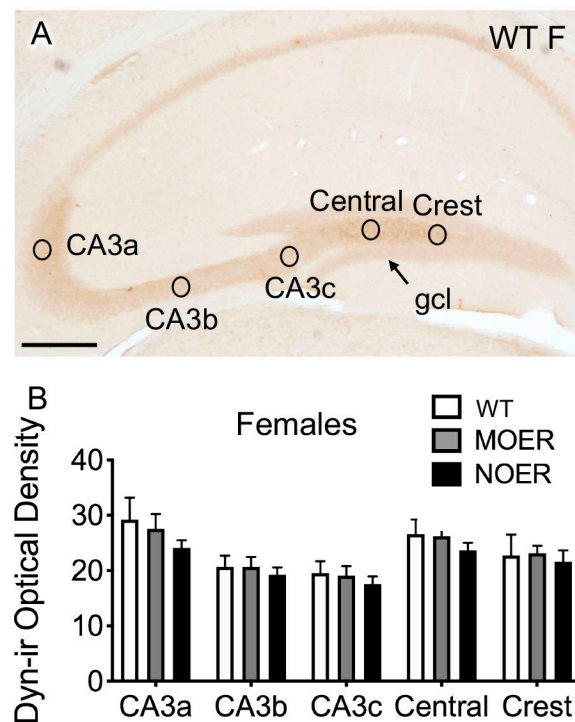 A
WT F
Central
Crest
CA3a
CA3c
gcl
CA3b
B
Females
WT
MOER
NOER
Dyn-ir Optical Density
40
30
20
10
0
CA3a
CA3b
CA3c
Central
Crest